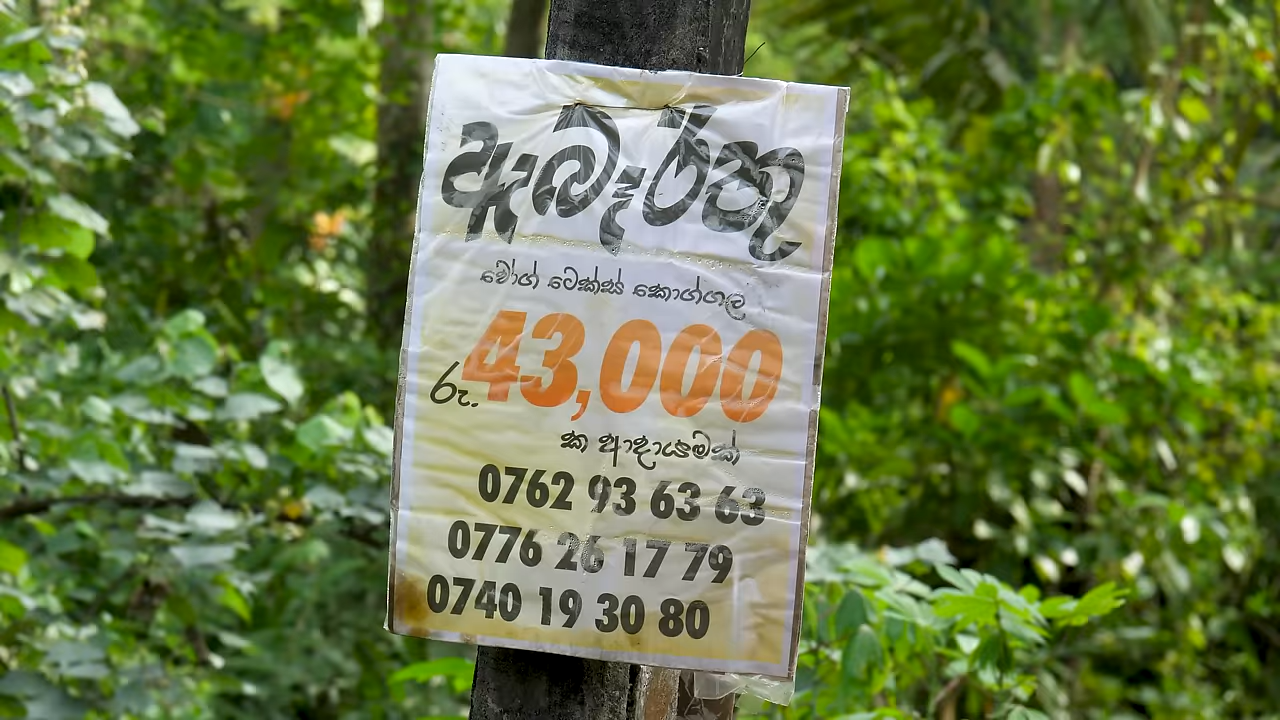 ඇබෑර්තු
වෝග් ටෙක්ස් කොග්ගල
රු.43,000
ක ආදායමක්
0762 93 63 63
0776 26 17 79
0740 19 30 80